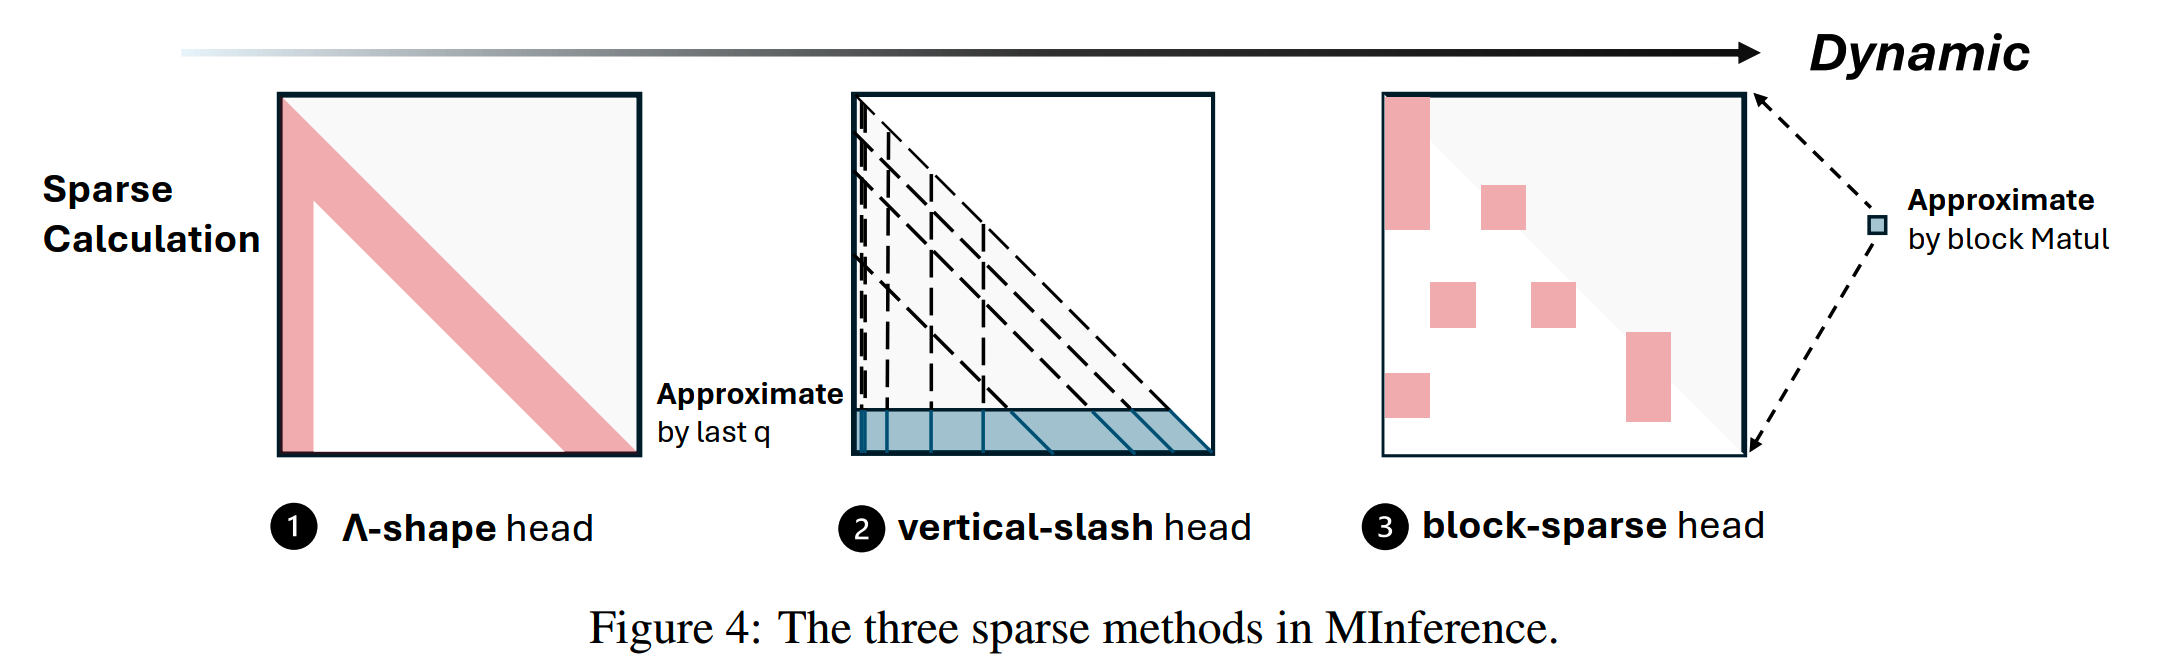 Dynamic
Sparse
Calculation
Approximate
by last q
Approximate
by block Matul
1 Λ-shape head
2 vertical-slash head
3 block-sparse head
Figure 4: The three sparse methods in MInference.